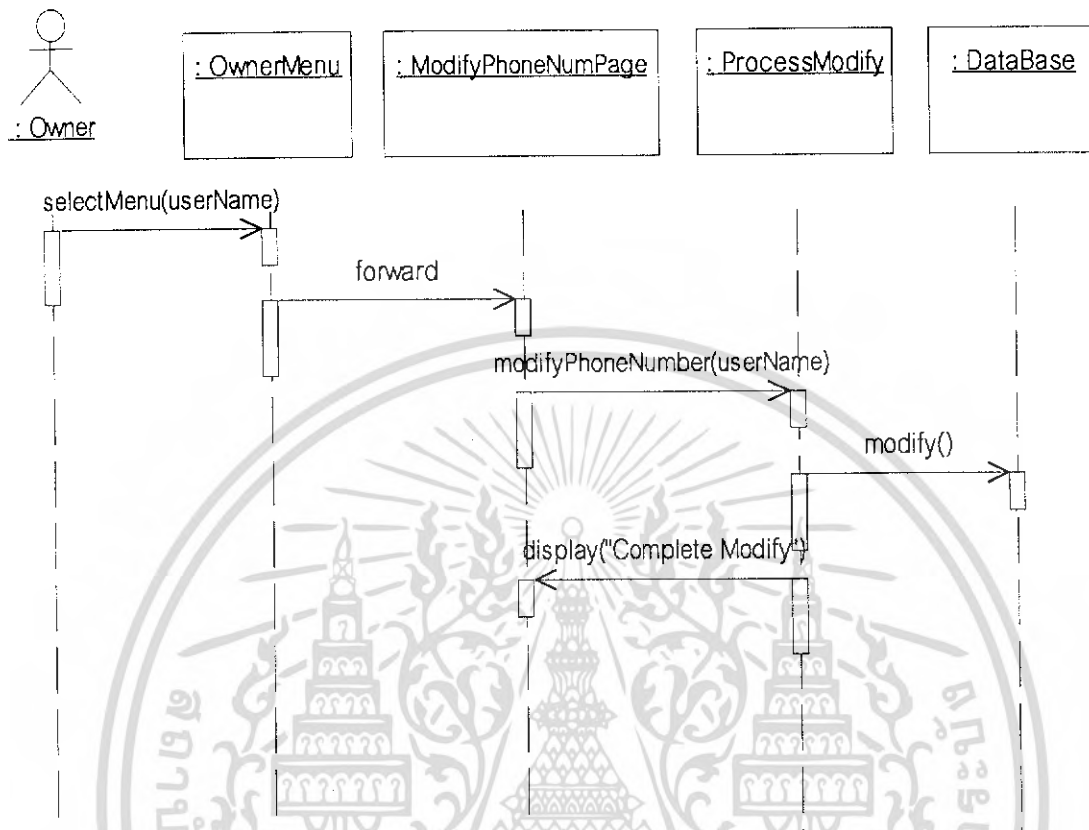 : Owner
: OwnerMenu
: ModifyPhoneNumPage
: ProcessModify
: DataBase
selectMenu(userName)
forward
modifyPhoneNumber(userName)
modify()
display("Complete Modify")